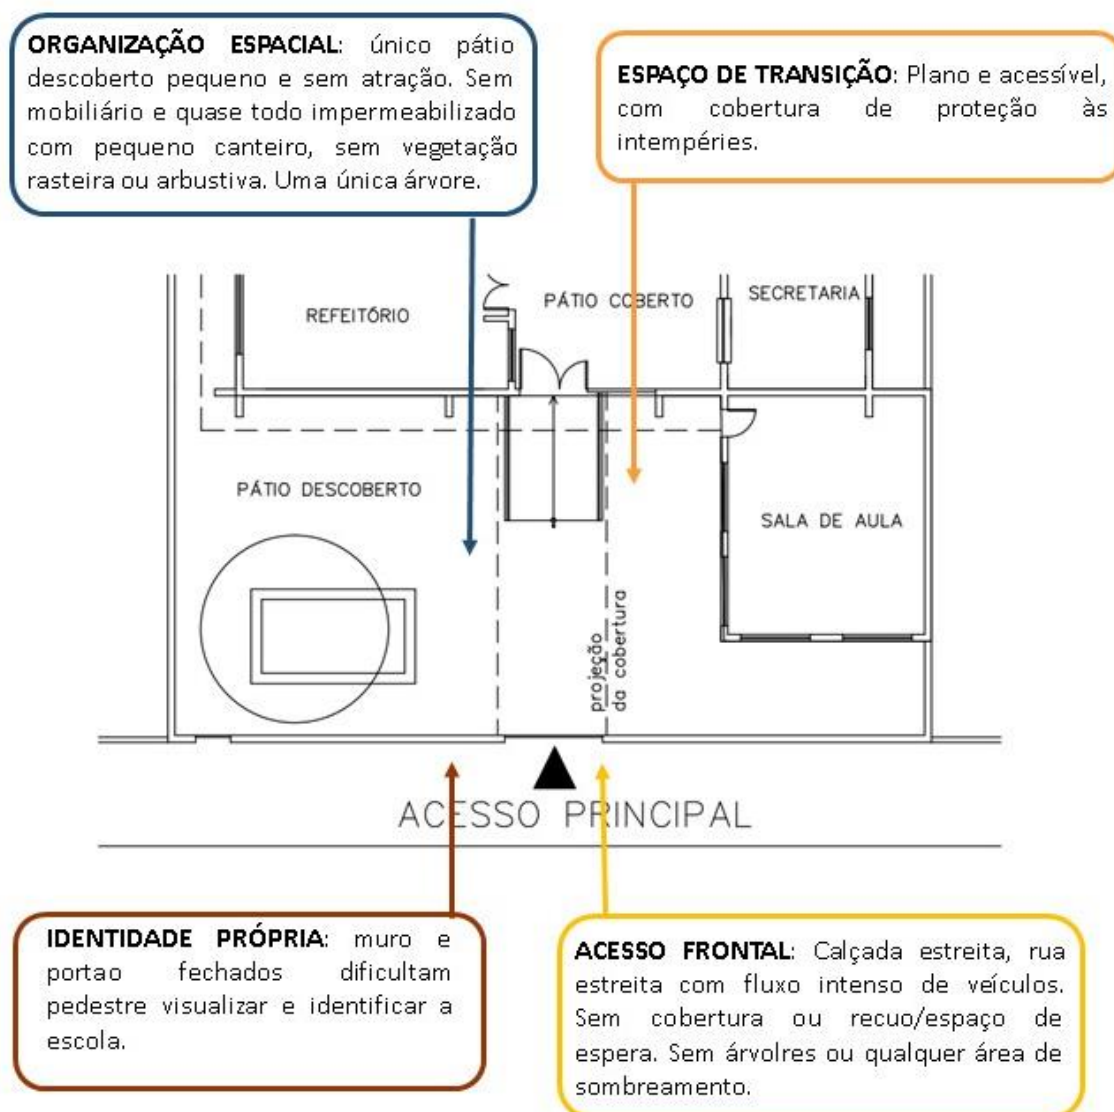 ORGANIZAÇÃO ESPACIAL: único pátio
descoberto pequeno e sem atração. Sem
mobiliário e quase todo impermeabilizado
com pequeno canteiro, sem vegetação
rasteira ou arbustiva. Uma única árvore.
ESPAÇO DE TRANSIÇÃO: Plano e acessível,
com cobertura de proteção às
intempéries.
REFEITÓRIO
PÁTIO COBERTO
SECRETARIA
PÁTIO DESCOBERTO
SALA DE AULA
projeção
da cobertura
ACESSO PRINCIPAL
IDENTIDADE PRÓPRIA: muro e
portao fechados dificultam
pedestre visualizar e identificar a
escola.
ACESSO FRONTAL: Calçada estreita, rua
estreita com fluxo intenso de veículos.
Sem cobertura ou recuo/espaço de
espera. Sem árvolres ou qualquer área de
sombreamento.